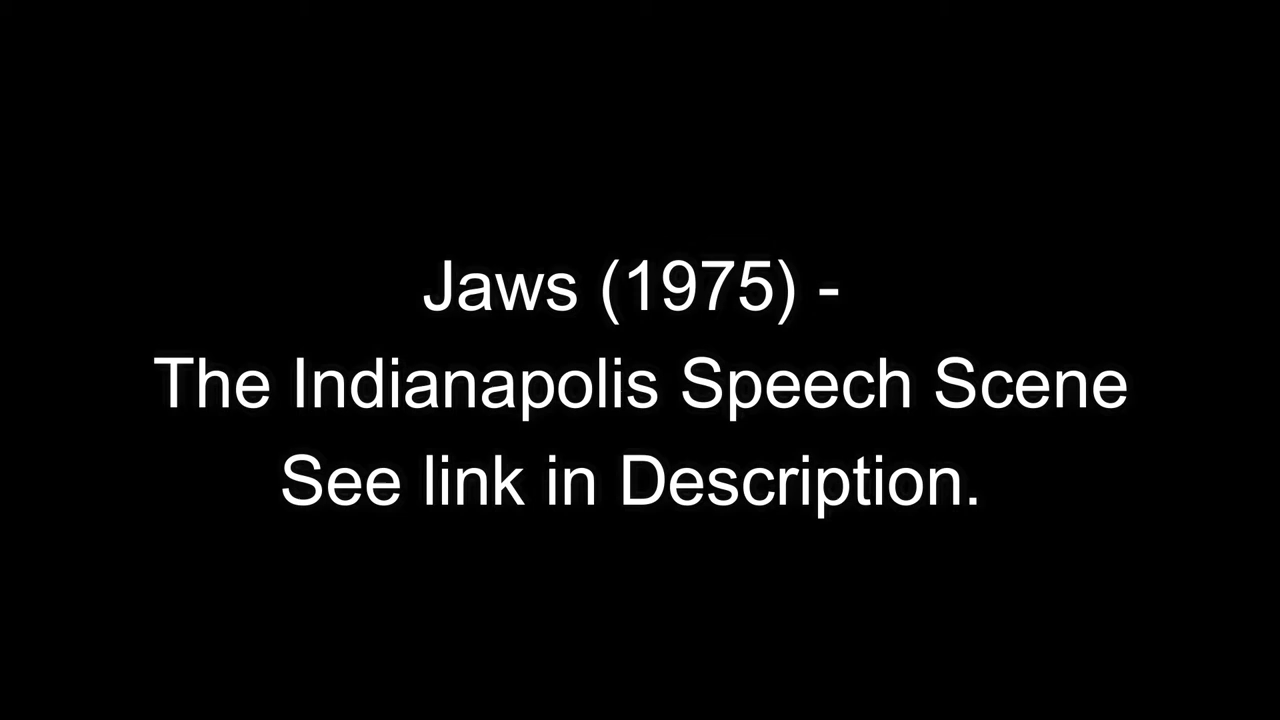 Jaws (1975) -
The Indianapolis Speech Scene
See link in Description.